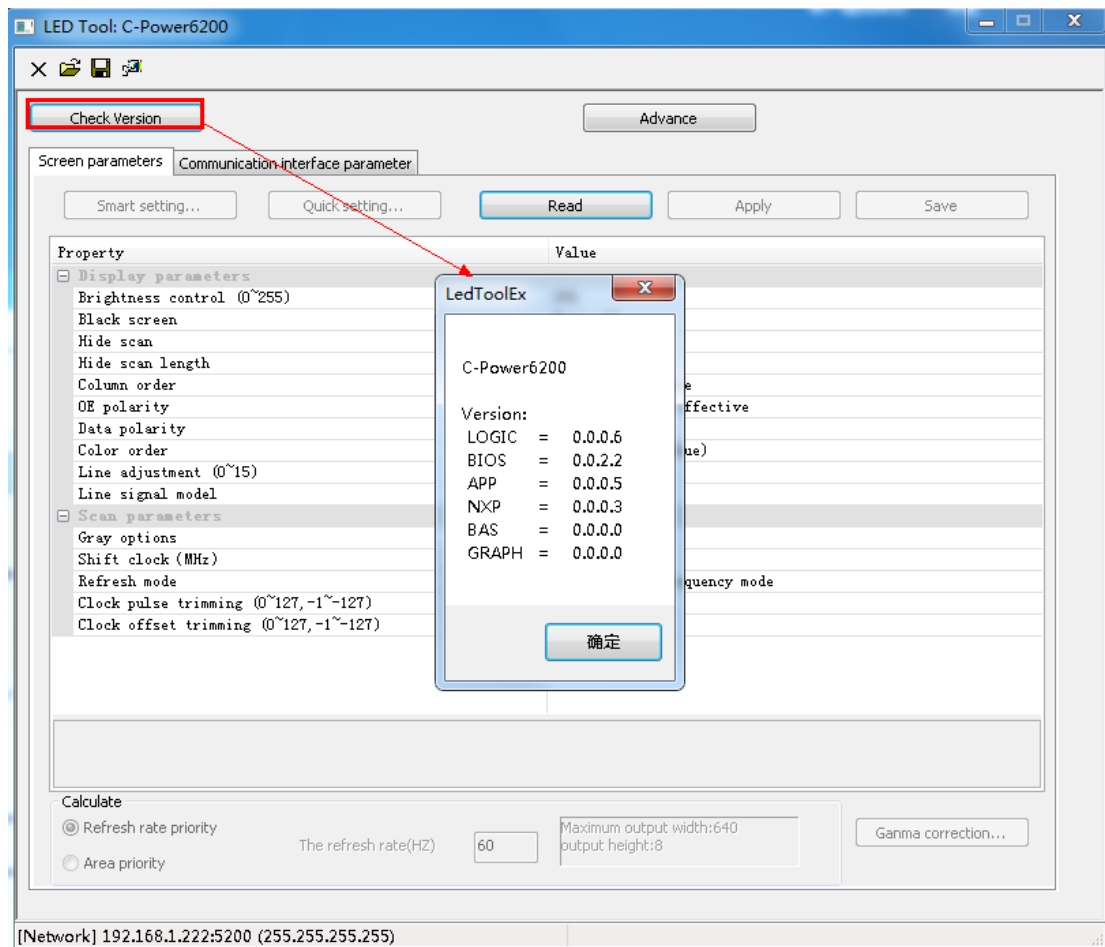 LED Tool: C-Power6200
Check Version
Advance
Screen parameters
Communication interface parameter
Smart setting...
Quick setting...
Read
Apply
Save
Property
Value
Display parameters
Brightness control (0~255)
Black screen
Hide scan
Hide scan length
Column order
e
OE polarity
ffective
Data polarity
Color order
ue)
Line adjustment (0~15)
Line signal model
Scan parameters
Gray options
Shift clock (MHz)
Refresh mode
quency mode
Clock pulse trimming (0~127,-1~-127)
Clock offset trimming (0~127,-1~-127)
LedToolEx
C-Power6200
Version:
LOGIC = 0.0.0.6
BIOS = 0.0.2.2
APP = 0.0.0.5
NXP = 0.0.0.3
BAS = 0.0.0.0
GRAPH = 0.0.0.0
确定
Calculate
Refresh rate priority
Area priority
The refresh rate(HZ)
60
Maximum output width:640
output height:8
Ganma correction...
[Network] 192.168.1.222:5200 (255.255.255.255)